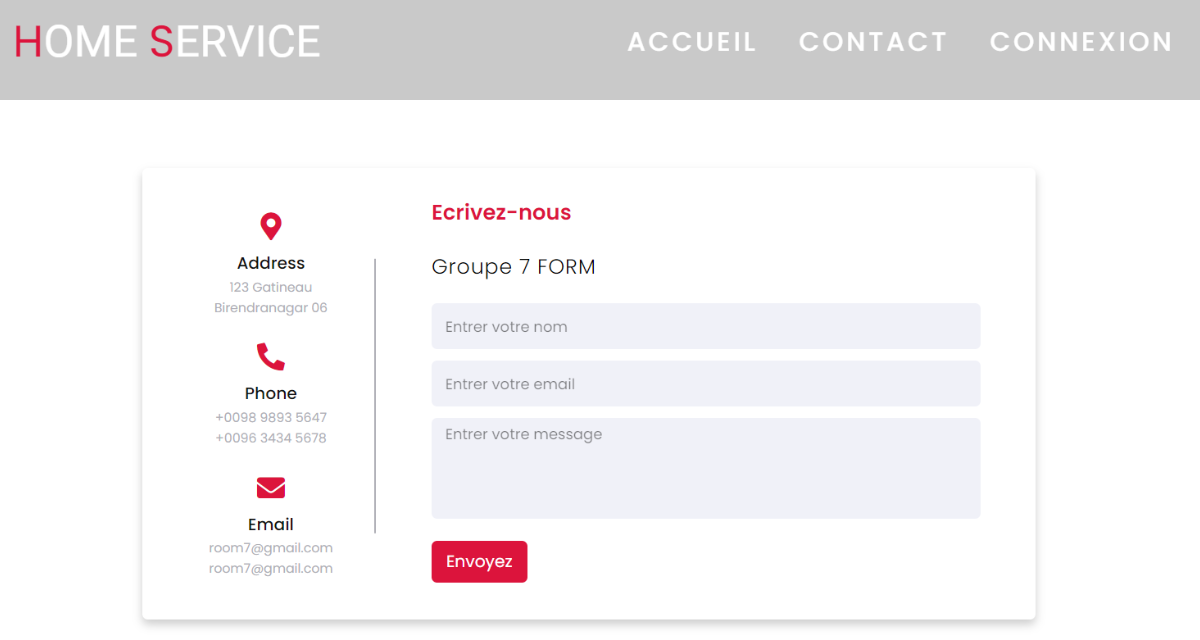 HOME SERVICE
ACCUEIL CONTACT CONNEXION
Address
123 Gatineau
Birendranagar 06
Phone
+0098 9893 5647
+0096 3434 5678
Email
room7@gmail.com
room7@gmail.com
Ecrivez-nous
Groupe 7 FORM
Entrer votre nom
Entrer votre email
Entrer votre message
Envoyez